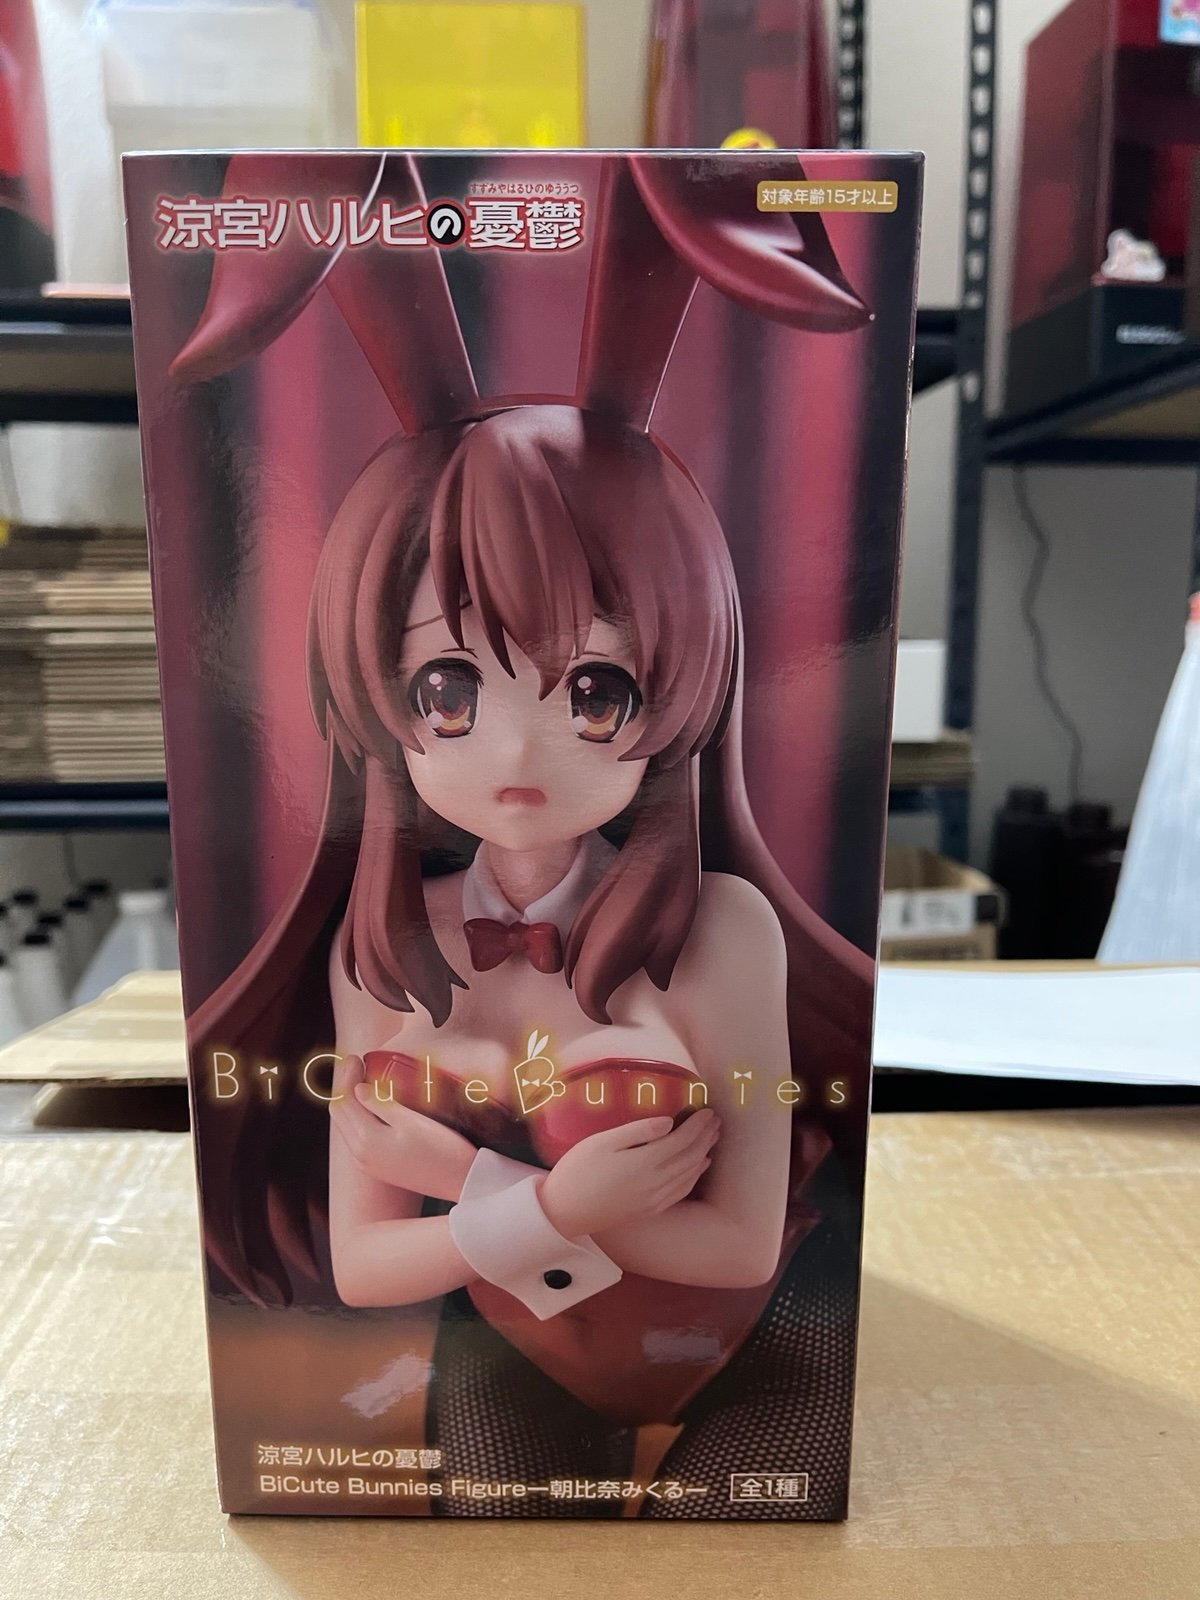 すずみやはるひのゆううつ
涼宮ハルヒの憂鬱
対象年齢15才以上
BiCute Bunnies
涼宮ハルヒの憂鬱
BiCute Bunnies Figureー朝比奈みくるー 全1種